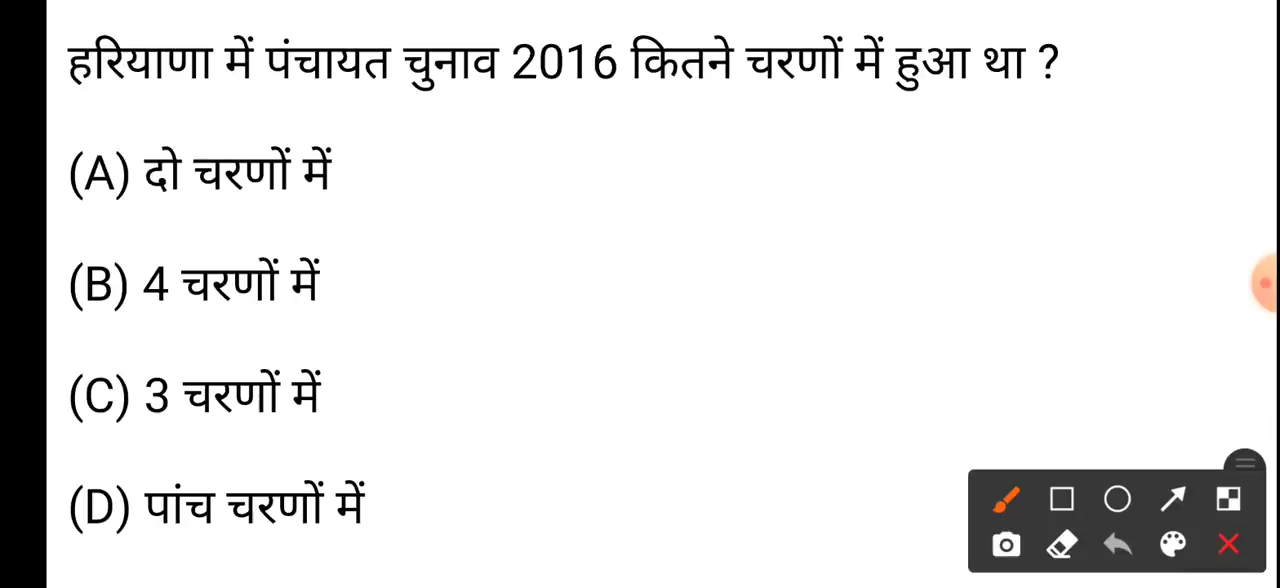 हरियाणा में पंचायत चुनाव 2016 कितने चरणों में हुआ था ?
(A) दो चरणों में
(B) 4 चरणों में
(C) 3 चरणों में
(D) पांच चरणों में